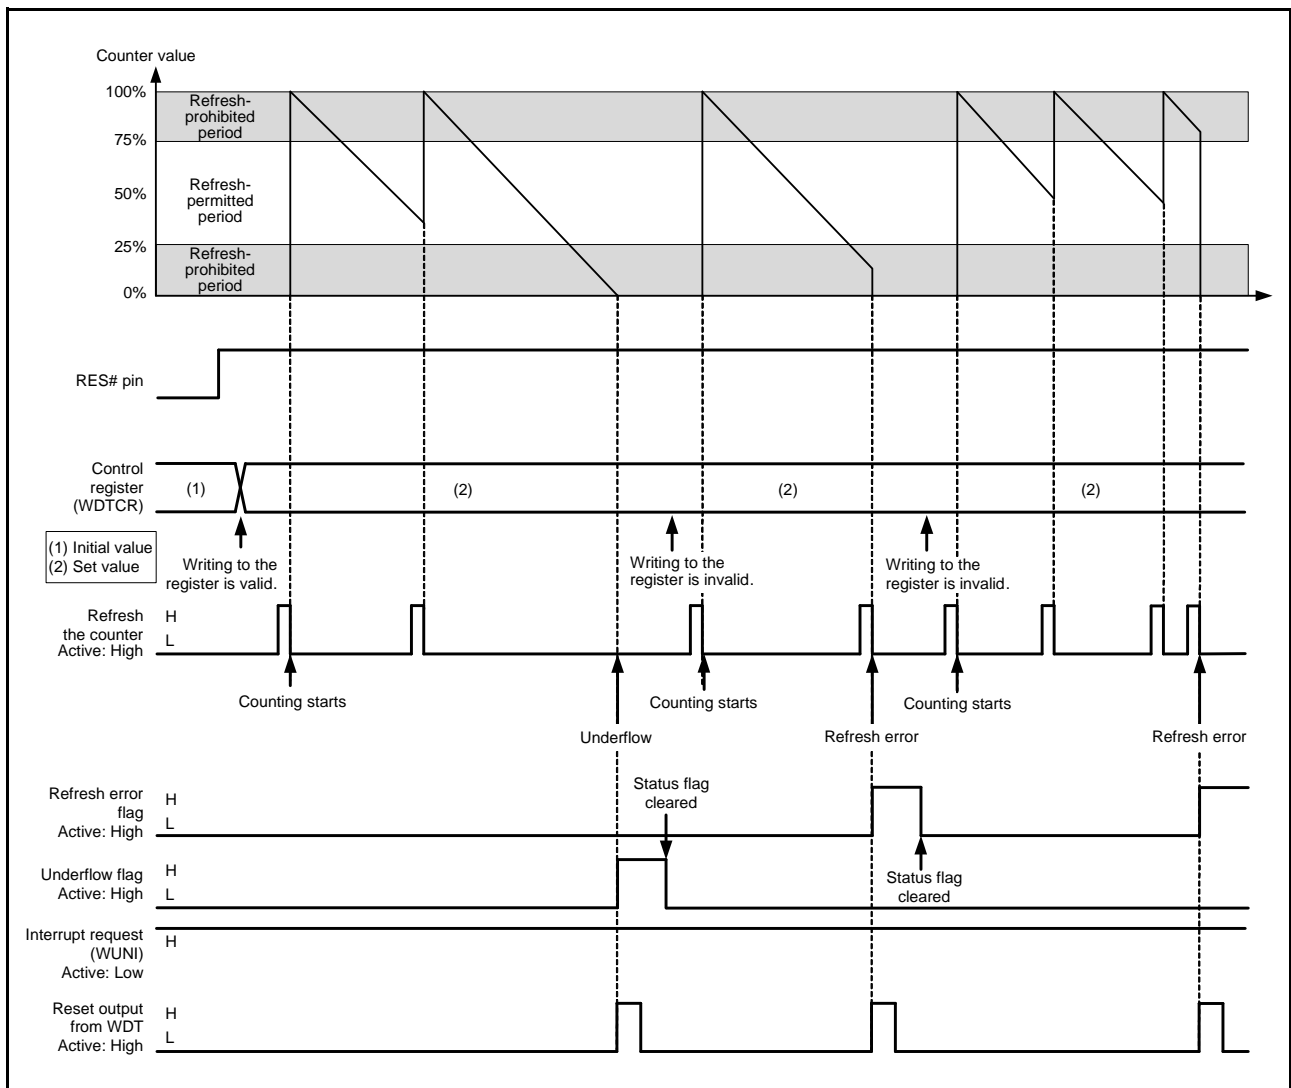 Counter value
100%
Refresh-
prohibited
period
75%
Refresh-
permitted
period
50%
25%
Refresh-
prohibited
period
0%
RES# pin
Control
register
(WDTCR)
(1)
(2)
(2)
(2)
(1) Initial value
(2) Set value
Writing to the
register is valid.
Writing to the
register is invalid.
Writing to the
register is invalid.
Refresh
the counter
Active: High
H
L
Counting starts
Counting starts
Counting starts
Underflow
Refresh error
Refresh error
Refresh error
flag
Active: High
H
L
Status flag
cleared
Underflow flag
Active: High
H
L
Status flag
cleared
Interrupt request
(WUNI)
Active: Low
H
Reset output
from WDT
Active: High
H
L